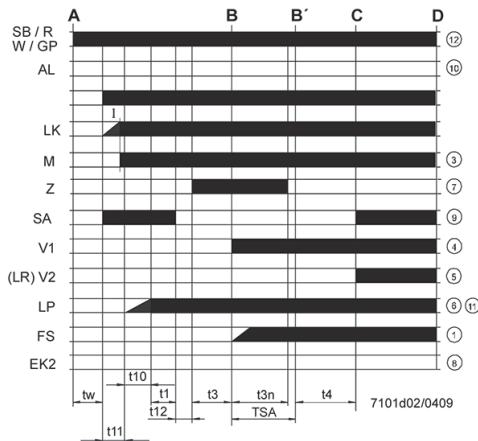 A B B´ C D
SB / R
W / GP 12
AL 10
I
LK
M 3
Z 7
SA 9
V1 4
(LR) V2 5
LP 6 11
FS 1
EK2 8
t10
tw t1 t3 t3n t4 7101d02/0409
t12 TSA
t11